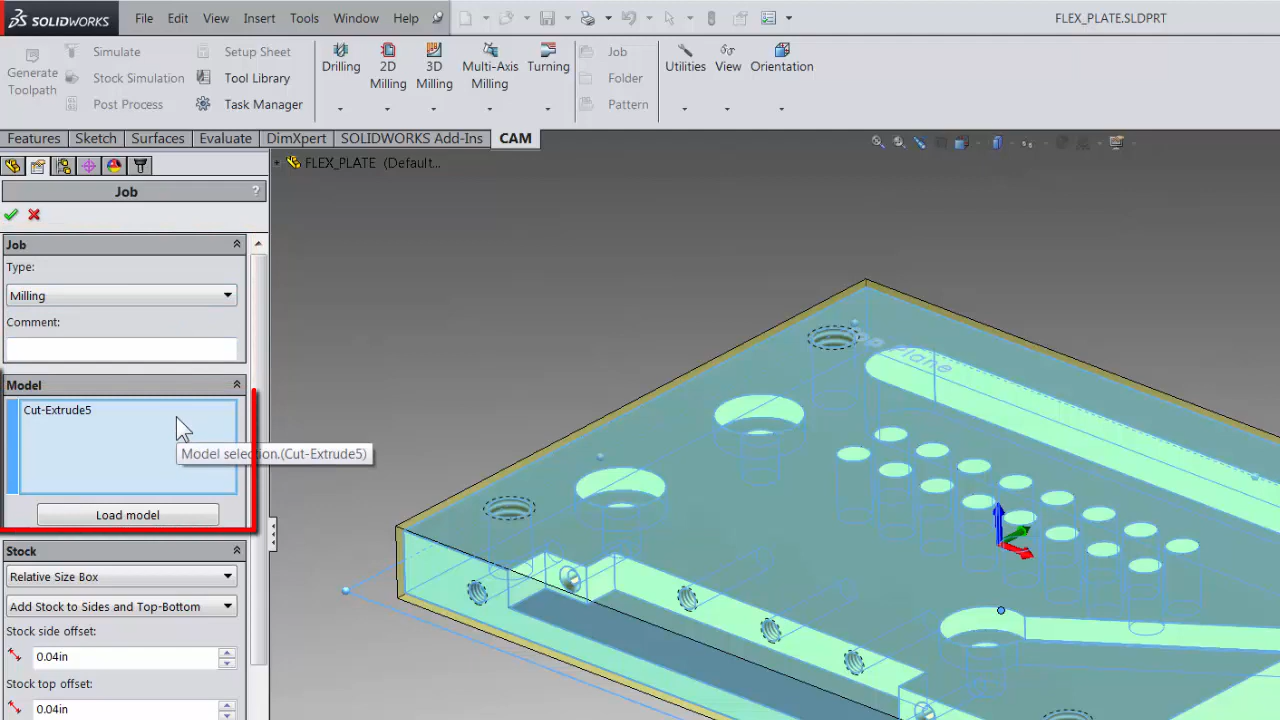 SOLIDWORKS File Edit View Insert Tools Window Help FLEX_PLATE.SLDPRT
Generate Toolpath
Simulate
Stock Simulation
Post Process
Setup Sheet
Tool Library
Task Manager
Drilling
2D Milling
3D Milling
Multi-Axis Milling
Turning
Job
Folder
Pattern
Utilities
View
Orientation
Features Sketch Surfaces Evaluate DimXpert SOLIDWORKS Add-Ins CAM
FLEX_PLATE (Default...
Job ?
Job
Type:
Milling
Comment:
Model
Cut-Extrude5
Model selection.(Cut-Extrude5)
Load model
Stock
Relative Size Box
Add Stock to Sides and Top-Bottom
Stock side offset:
0.04in
Stock top offset:
0.04in
Plane